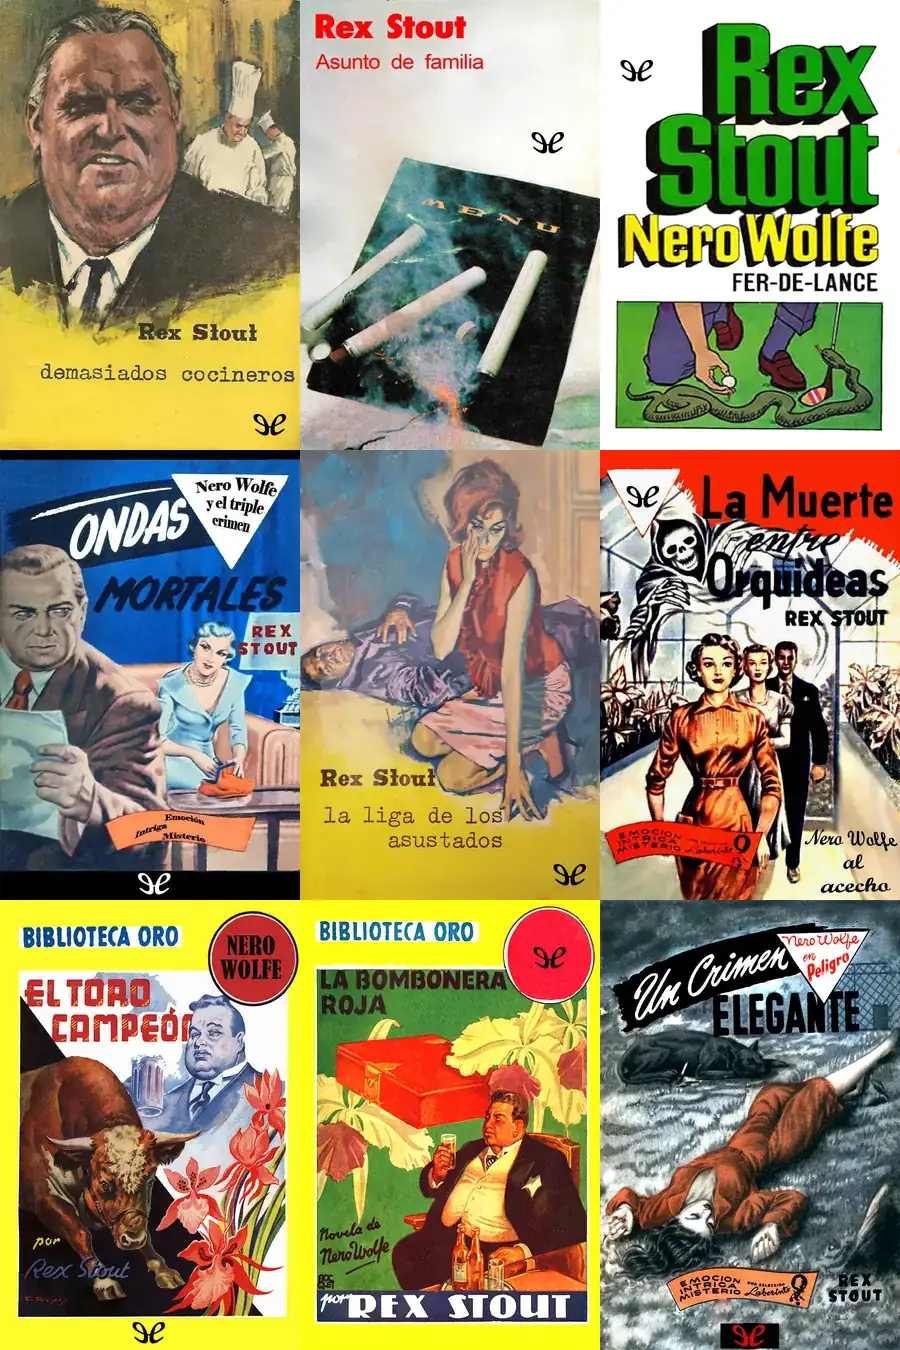 Rex Stout
demasiados cocineros
Rex Stout
Asunto de familia
MENU
Rex
Stout
Nero Wolfe
FER-DE-LANCE
ONDAS
MORTALES
Nero Wolfe
y el triple
crimen
REX
STOUT
Emoción
Intriga
Misterio
Rex Stout
la liga de los
asustados
La Muerte
entre
Orquídeas
REX STOUT
EMOCION
INTRIGA
MISTERIO
Laberinto
Nero Wolfe
al
acecho
BIBLIOTECA ORO
NERO
WOLFE
EL TORO
CAMPEÓN
por
Rex Stout
BIBLIOTECA ORO
LA BOMBONERA
ROJA
Novela de
Nero Wolfe
por REX STOUT
Un Crimen
ELEGANTE
Nero Wolfe
en
Peligro
EMOCION
INTRIGA
MISTERIO
UNA SELECCION
Laberinto
REX
STOUT